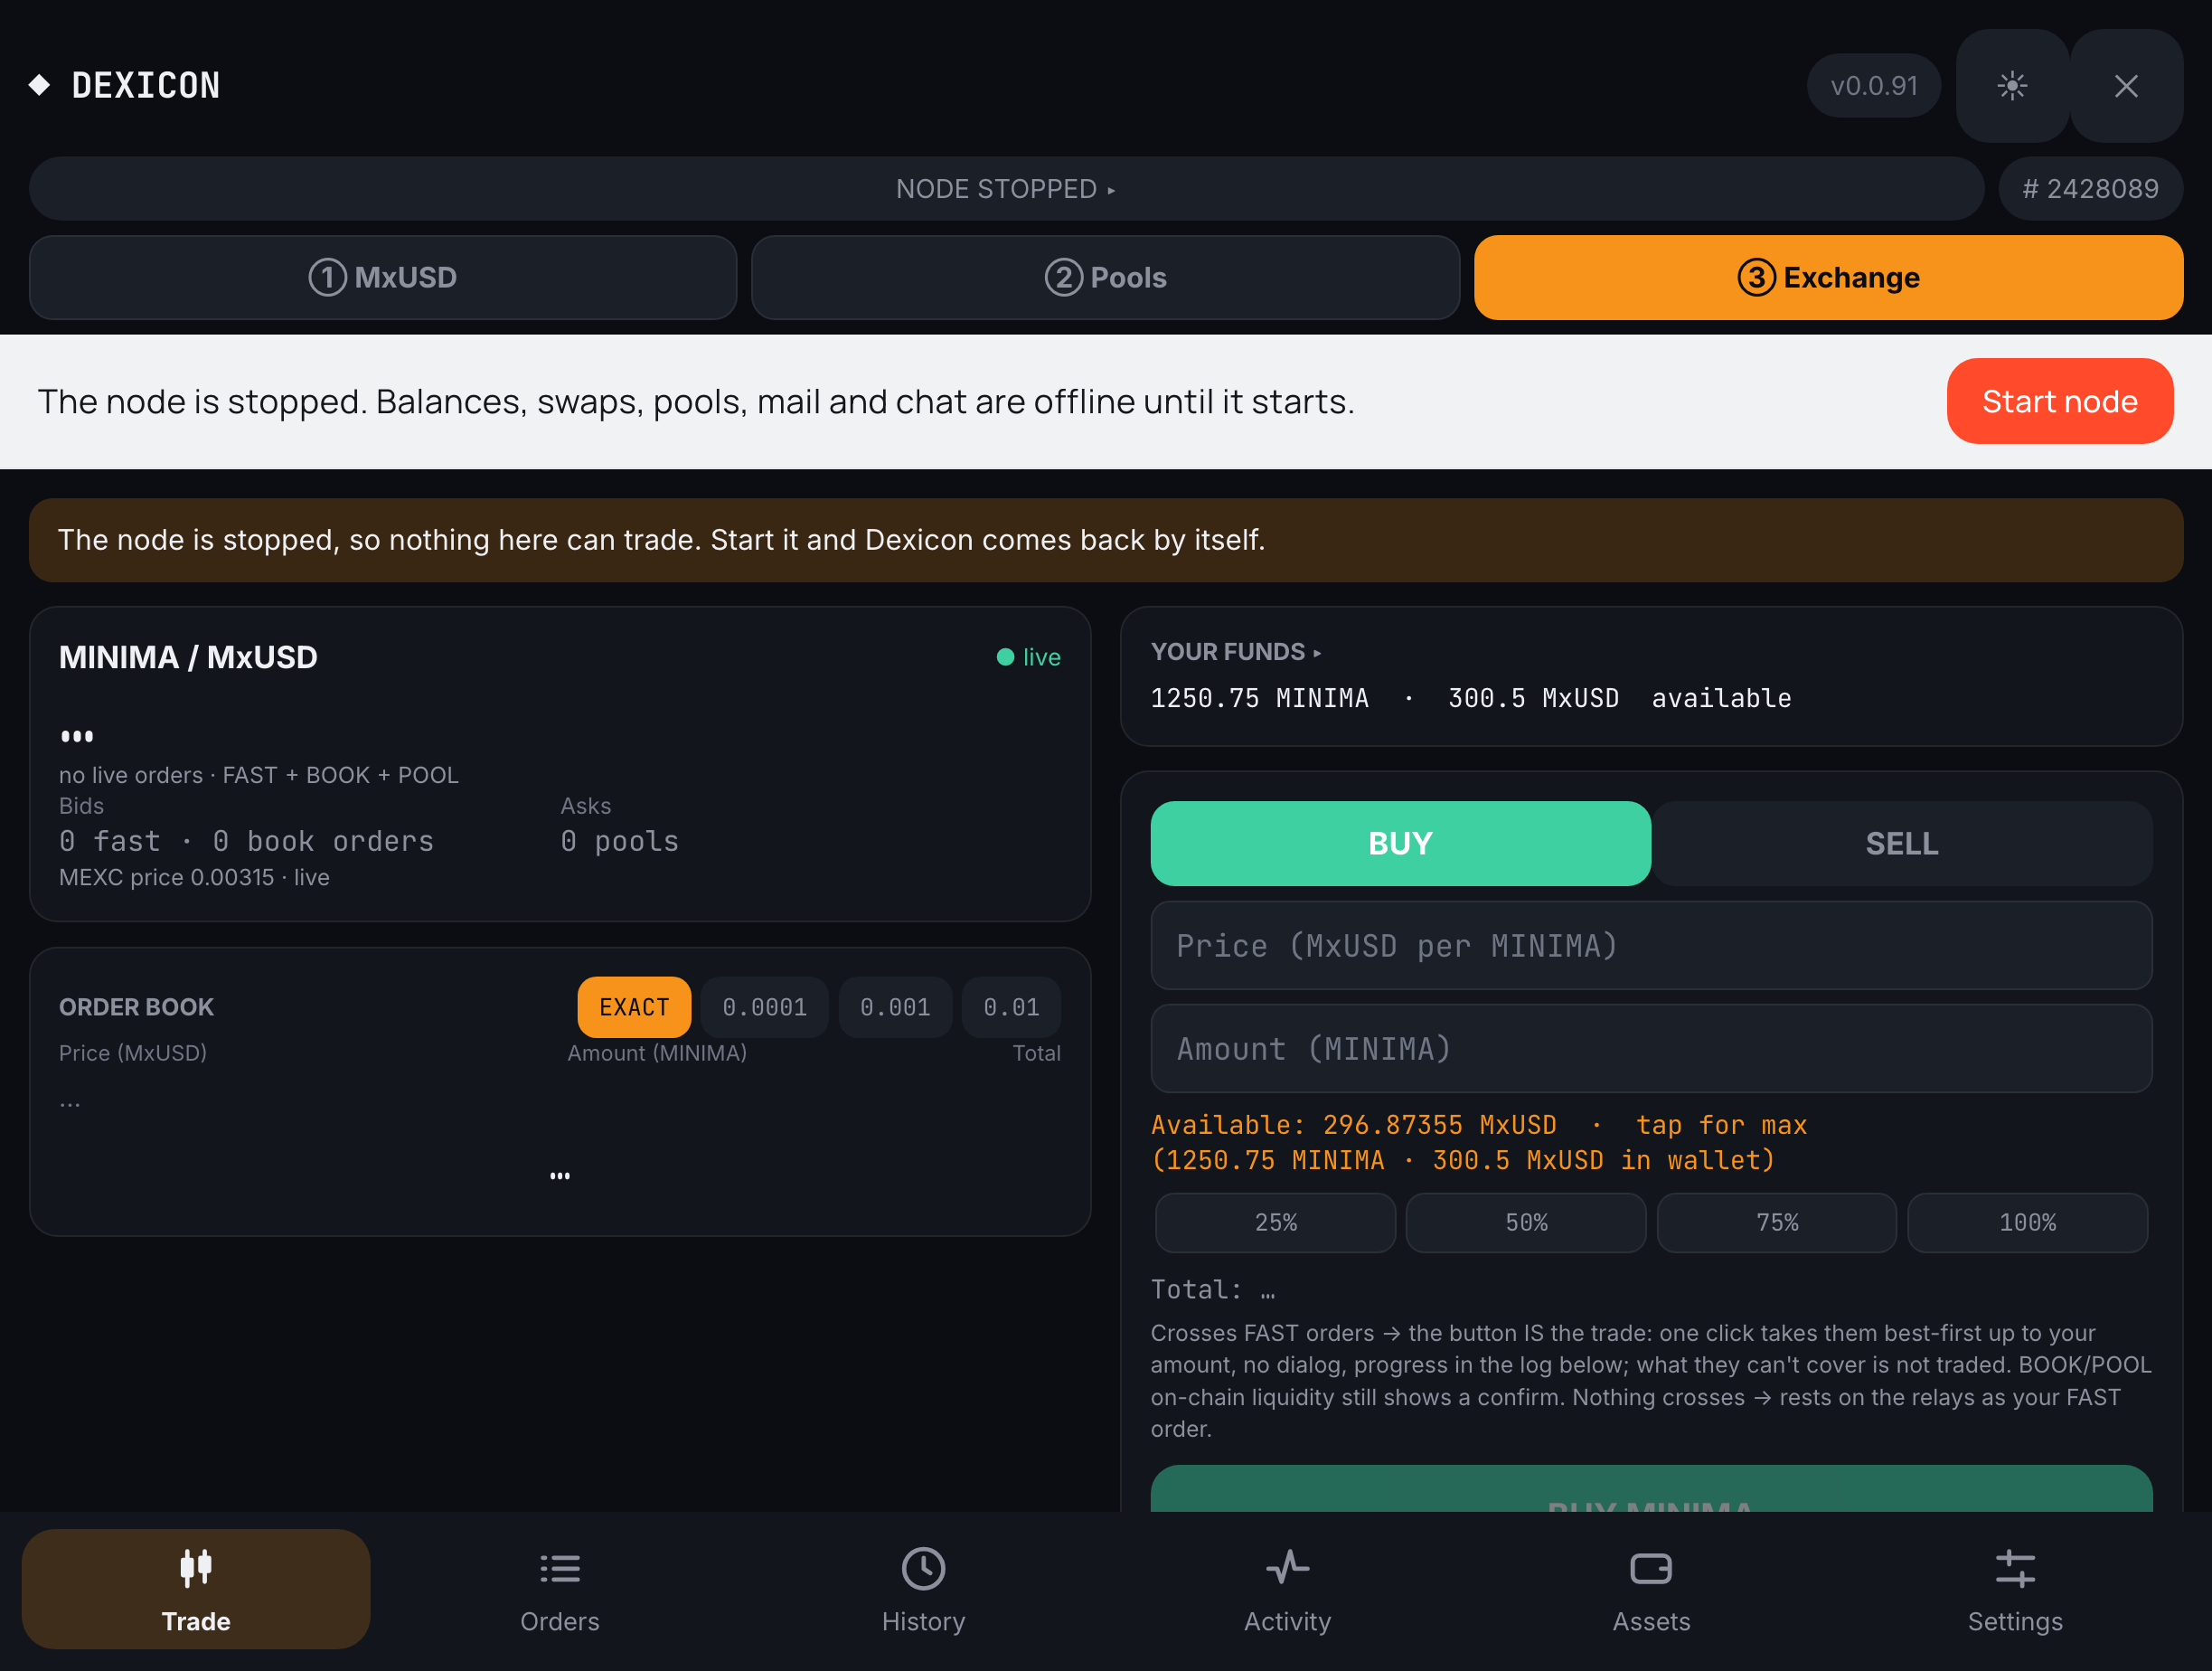 ◆ DEXICON
v0.0.91
NODE STOPPED ▸
# 2428089
① MxUSD
② Pools
③ Exchange
The node is stopped. Balances, swaps, pools, mail and chat are offline until it starts.
Start node
The node is stopped, so nothing here can trade. Start it and Dexicon comes back by itself.
MINIMA / MxUSD
● live
…
no live orders · FAST + BOOK + POOL
Bids
Asks
0 fast · 0 book orders
0 pools
MEXC price 0.00315 · live
ORDER BOOK
EXACT
0.0001
0.001
0.01
Price (MxUSD)
Amount (MINIMA)
Total
…
…
YOUR FUNDS ▸
1250.75 MINIMA · 300.5 MxUSD available
BUY
SELL
Price (MxUSD per MINIMA)
Amount (MINIMA)
Available: 296.87355 MxUSD · tap for max
(1250.75 MINIMA · 300.5 MxUSD in wallet)
25%
50%
75%
100%
Total: …
Crosses FAST orders → the button IS the trade: one click takes them best-first up to your
amount, no dialog, progress in the log below; what they can't cover is not traded. BOOK/POOL
on-chain liquidity still shows a confirm. Nothing crosses → rests on the relays as your FAST
order.
BUY MINIMA
Trade
Orders
History
Activity
Assets
Settings